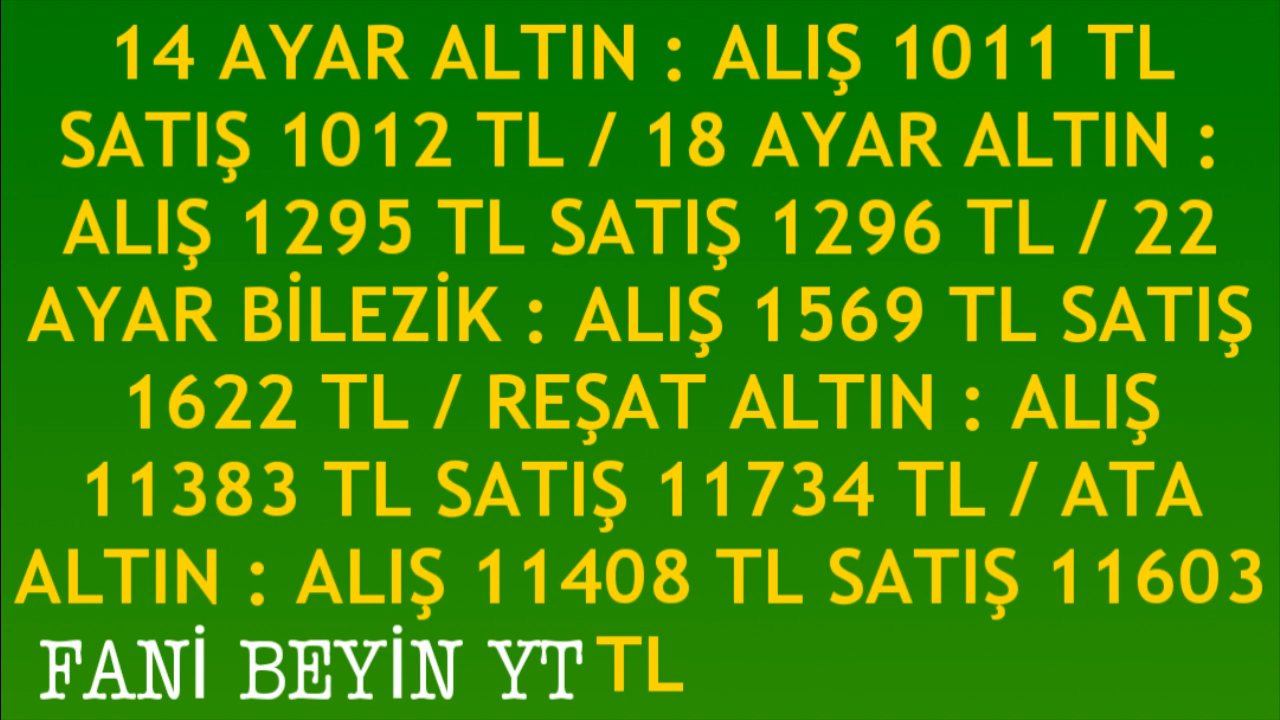 14 AYAR ALTIN : ALIŞ 1011 TL
SATIŞ 1012 TL / 18 AYAR ALTIN :
ALIŞ 1295 TL SATIŞ 1296 TL / 22
AYAR BİLEZİK : ALIŞ 1569 TL SATIŞ
1622 TL / REŞAT ALTIN : ALIŞ
11383 TL SATIŞ 11734 TL / ATA
ALTIN : ALIŞ 11408 TL SATIŞ 11603
FANİ BEYİN YT TL